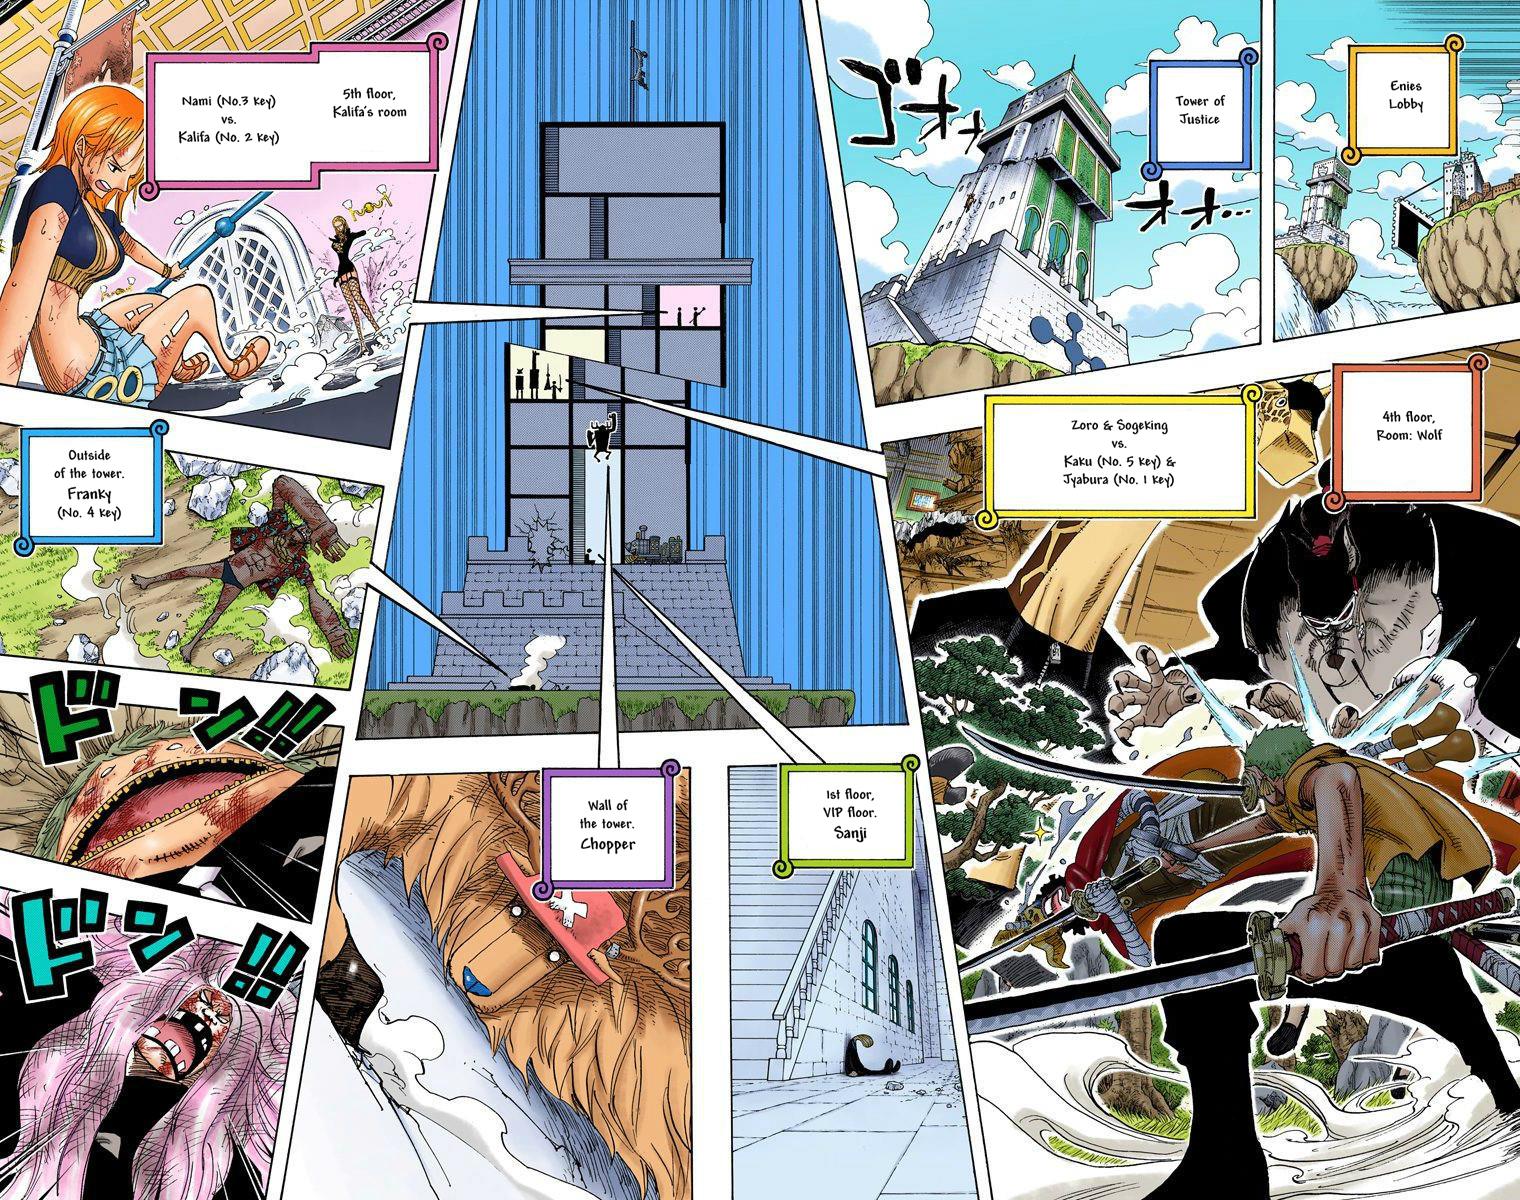 Enies
Lobby
Tower of
Justice
ゴオォ
オオ...
4th floor,
Room: Wolf
Zoro & Sogeking
vs.
Kaku (No. 5 key) &
Jyabura (No. 1 key)
5th floor,
Kalifa's room
Nami (No.3 key)
vs.
Kalifa (No. 2 key)
Outside
of the tower.
Franky
(No. 4 key)
ドン!!
ドン!!
1st floor,
VIP floor.
Sanji
Wall of
the tower.
Chopper